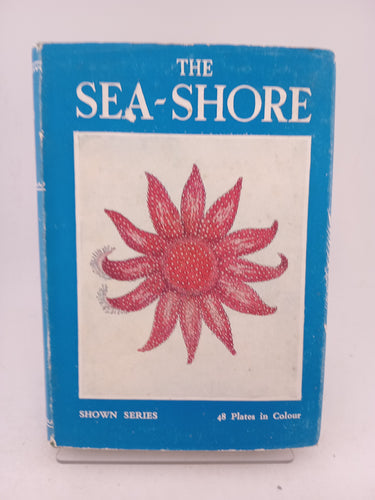 THE
SEA-SHORE
SHOWN SERIES 48 Plates in Colour